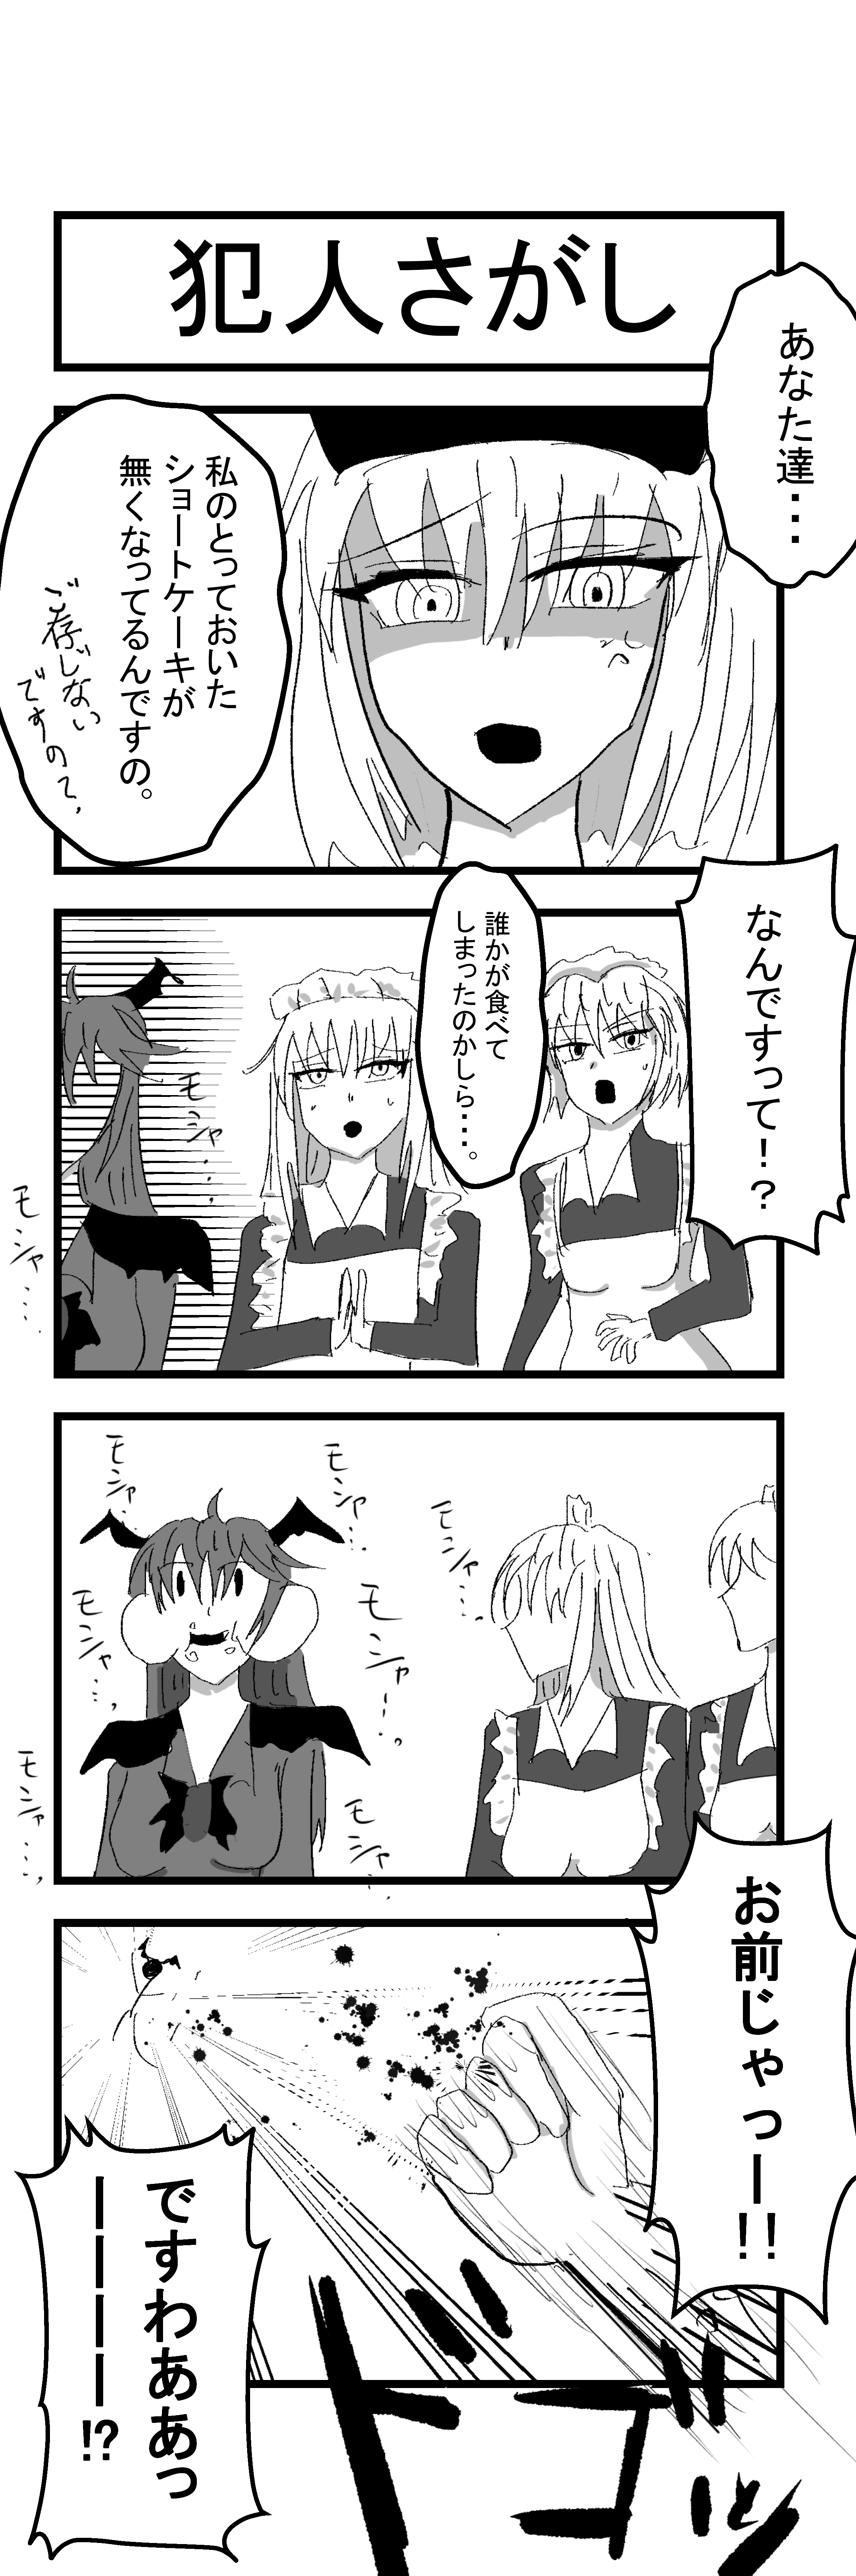 犯人さがし
あなた達・・・
私のとっておいた
ショートケーキが
無くなってるんですの。
ご存じない
ですので、
なんですって！？
誰かが食べて
しまったのかしら・・・。
モシャ…
モシャ…
モシャ…
モシャ…
モシャ…
モシャ…
モシャー…。
モシャ…
モシャ…
お前じゃっー！！
ですわああっ
ーーーー⁉
ドゴッ